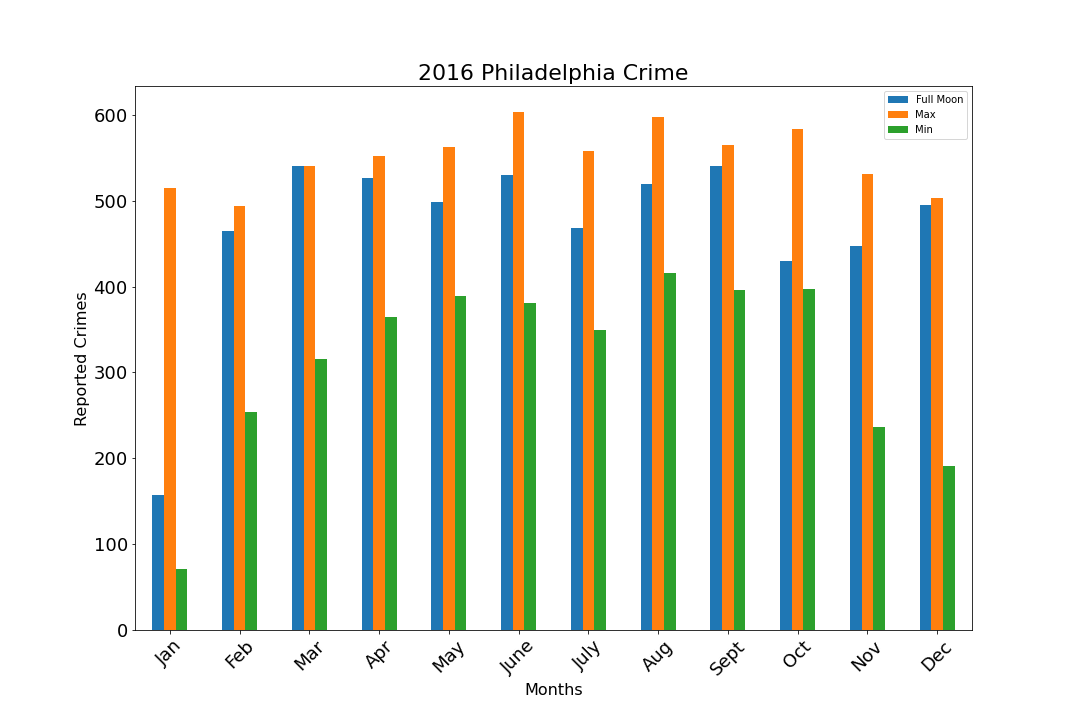 2016 Philadelphia Crime
Full Moon
Max
Min
Reported Crimes
600
500
400
300
200
100
0
Jan Feb Mar Apr May June July Aug Sept Oct Nov Dec
Months